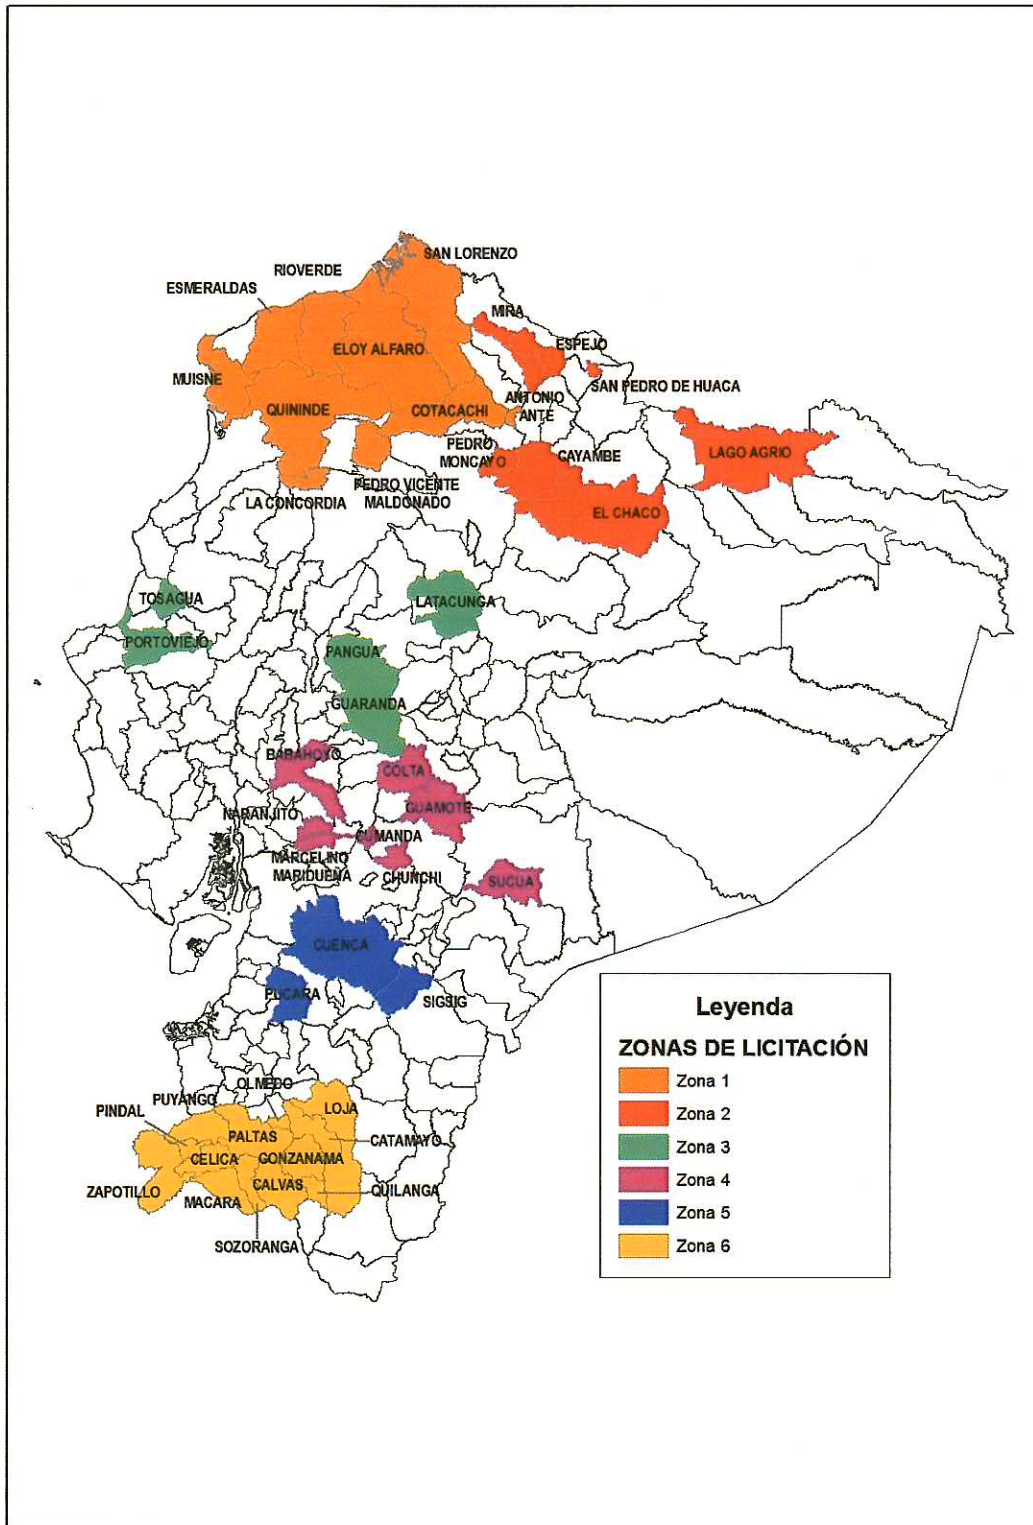 SAN LORENZO
RIOVERDE
ESMERALDAS
MIRA
ESPEJO
ELOY ALFARO
MUISNE
SAN PEDRO DE HUACA
ANTONIO
ANTE
QUININDE
COTACACHI
PEDRO
MONCAYO
CAYAMBE
LAGO AGRIO
PEDRO VICENTE
MALDONADO
LA CONCORDIA
EL CHACO
TOSAGUA
LATACUNGA
PORTOVIEJO
PANGUA
GUARANDA
BABAHOYO
COLTA
GUAMOTE
NARANJITO
CUMANDA
MARCELINO
MARIDUEÑA
CHUNCHI
SUCUA
CUENCA
PUCARA
SIGSIG
OLMEDO
PUYANGO
PINDAL
LOJA
PALTAS
CATAMAYO
CELICA
GONZANAMA
ZAPOTILLO
CALVAS
QUILANGA
MACARA
SOZORANGA
Leyenda
ZONAS DE LICITACIÓN
Zona 1
Zona 2
Zona 3
Zona 4
Zona 5
Zona 6